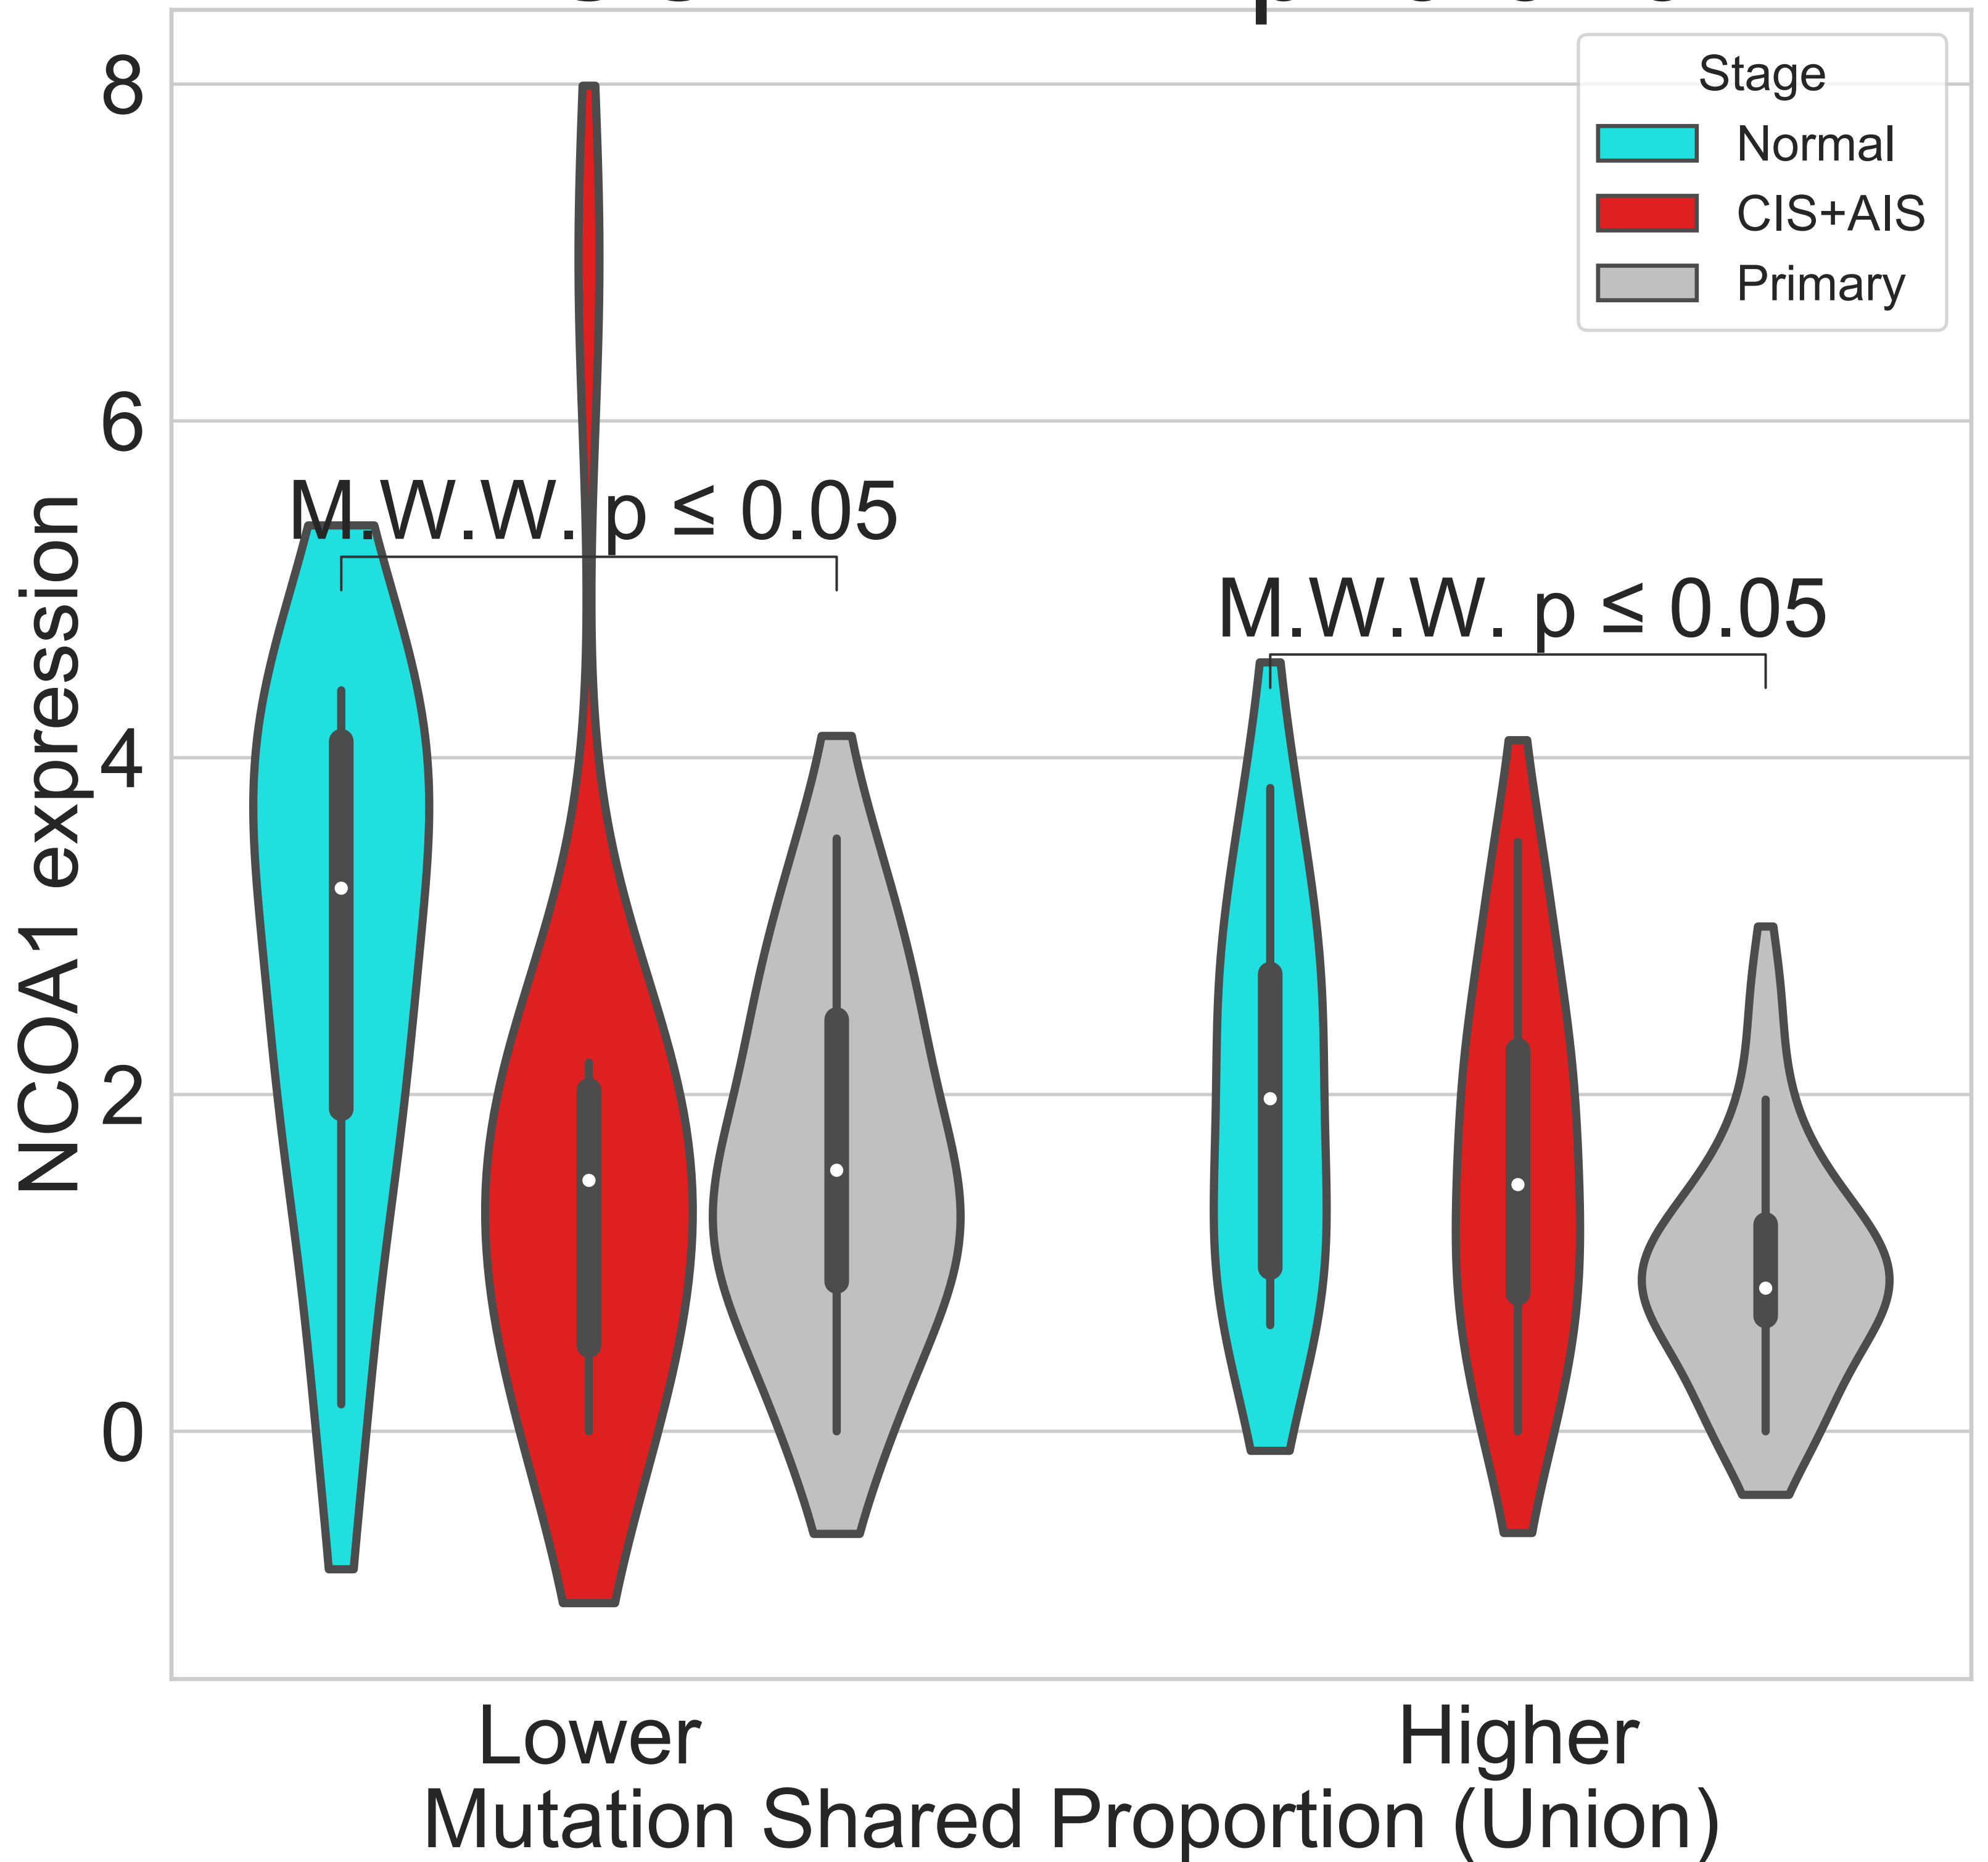 Stage
Normal
CIS+AIS
Primary
8
6
4
2
0
NCOA1 expression
M.W.W. p ≤ 0.05
M.W.W. p ≤ 0.05
Lower
Higher
Mutation Shared Proportion (Union)